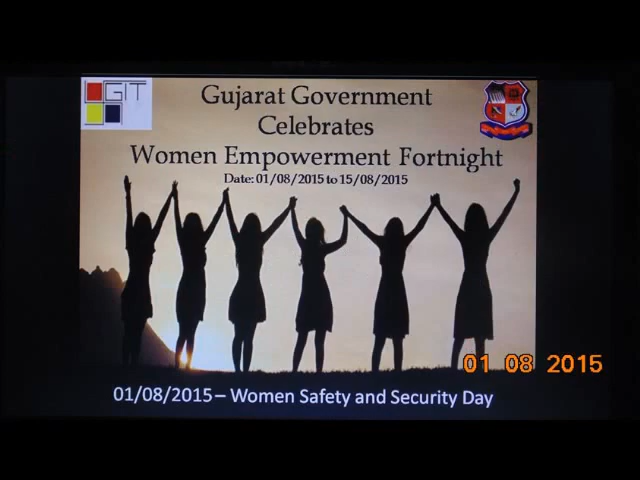 GIT
Gujarat Government
Celebrates
Women Empowerment Fortnight
Date: 01/08/2015 to 15/08/2015
01 08 2015
01/08/2015 – Women Safety and Security Day